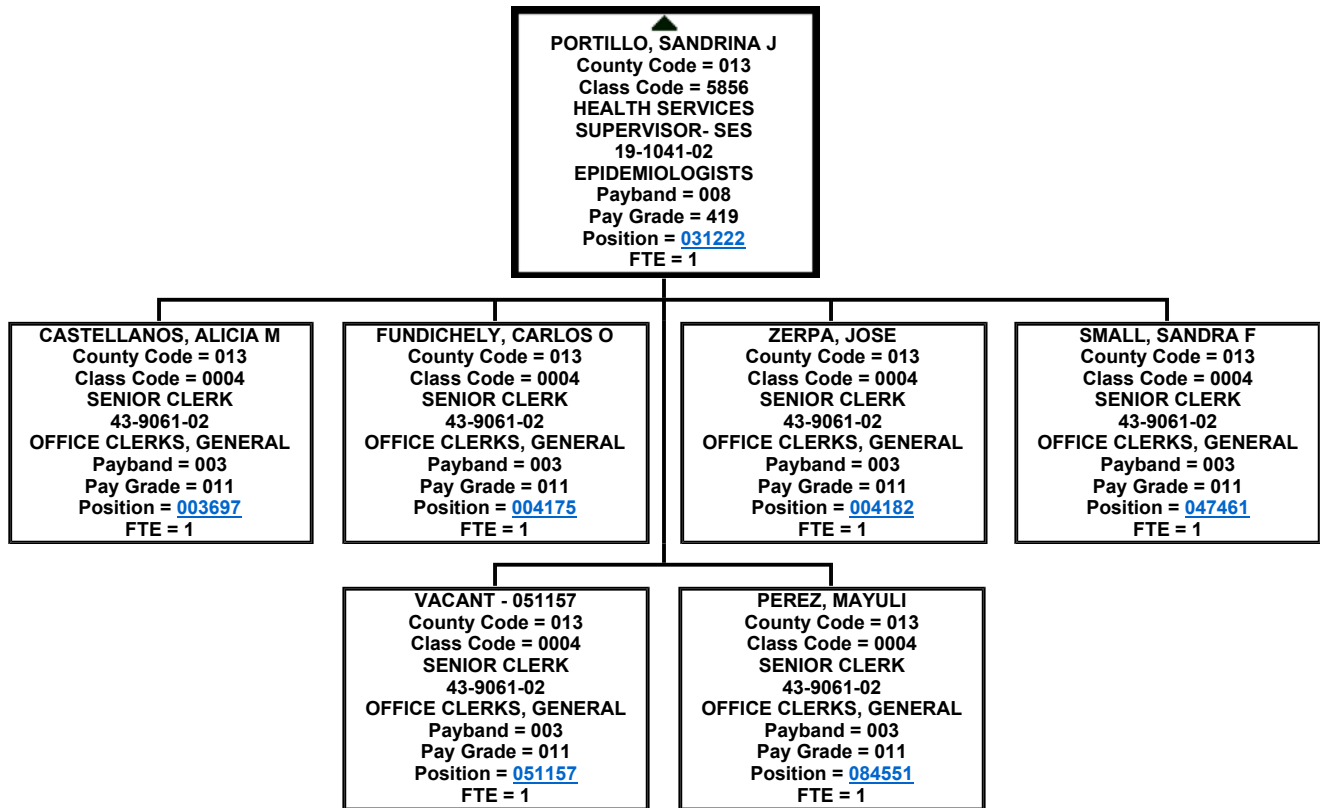 PORTILLO, SANDRINA J
County Code = 013
Class Code = 5856
HEALTH SERVICES
SUPERVISOR- SES
19-1041-02
EPIDEMIOLOGISTS
Payband = 008
Pay Grade = 419
Position = 031222
FTE = 1
CASTELLANOS, ALICIA M
County Code = 013
Class Code = 0004
SENIOR CLERK
43-9061-02
OFFICE CLERKS, GENERAL
Payband = 003
Pay Grade = 011
Position = 003697
FTE = 1
FUNDICHELY, CARLOS O
County Code = 013
Class Code = 0004
SENIOR CLERK
43-9061-02
OFFICE CLERKS, GENERAL
Payband = 003
Pay Grade = 011
Position = 004175
FTE = 1
ZERPA, JOSE
County Code = 013
Class Code = 0004
SENIOR CLERK
43-9061-02
OFFICE CLERKS, GENERAL
Payband = 003
Pay Grade = 011
Position = 004182
FTE = 1
SMALL, SANDRA F
County Code = 013
Class Code = 0004
SENIOR CLERK
43-9061-02
OFFICE CLERKS, GENERAL
Payband = 003
Pay Grade = 011
Position = 047461
FTE = 1
VACANT - 051157
County Code = 013
Class Code = 0004
SENIOR CLERK
43-9061-02
OFFICE CLERKS, GENERAL
Payband = 003
Pay Grade = 011
Position = 051157
FTE = 1
PEREZ, MAYULI
County Code = 013
Class Code = 0004
SENIOR CLERK
43-9061-02
OFFICE CLERKS, GENERAL
Payband = 003
Pay Grade = 011
Position = 084551
FTE = 1